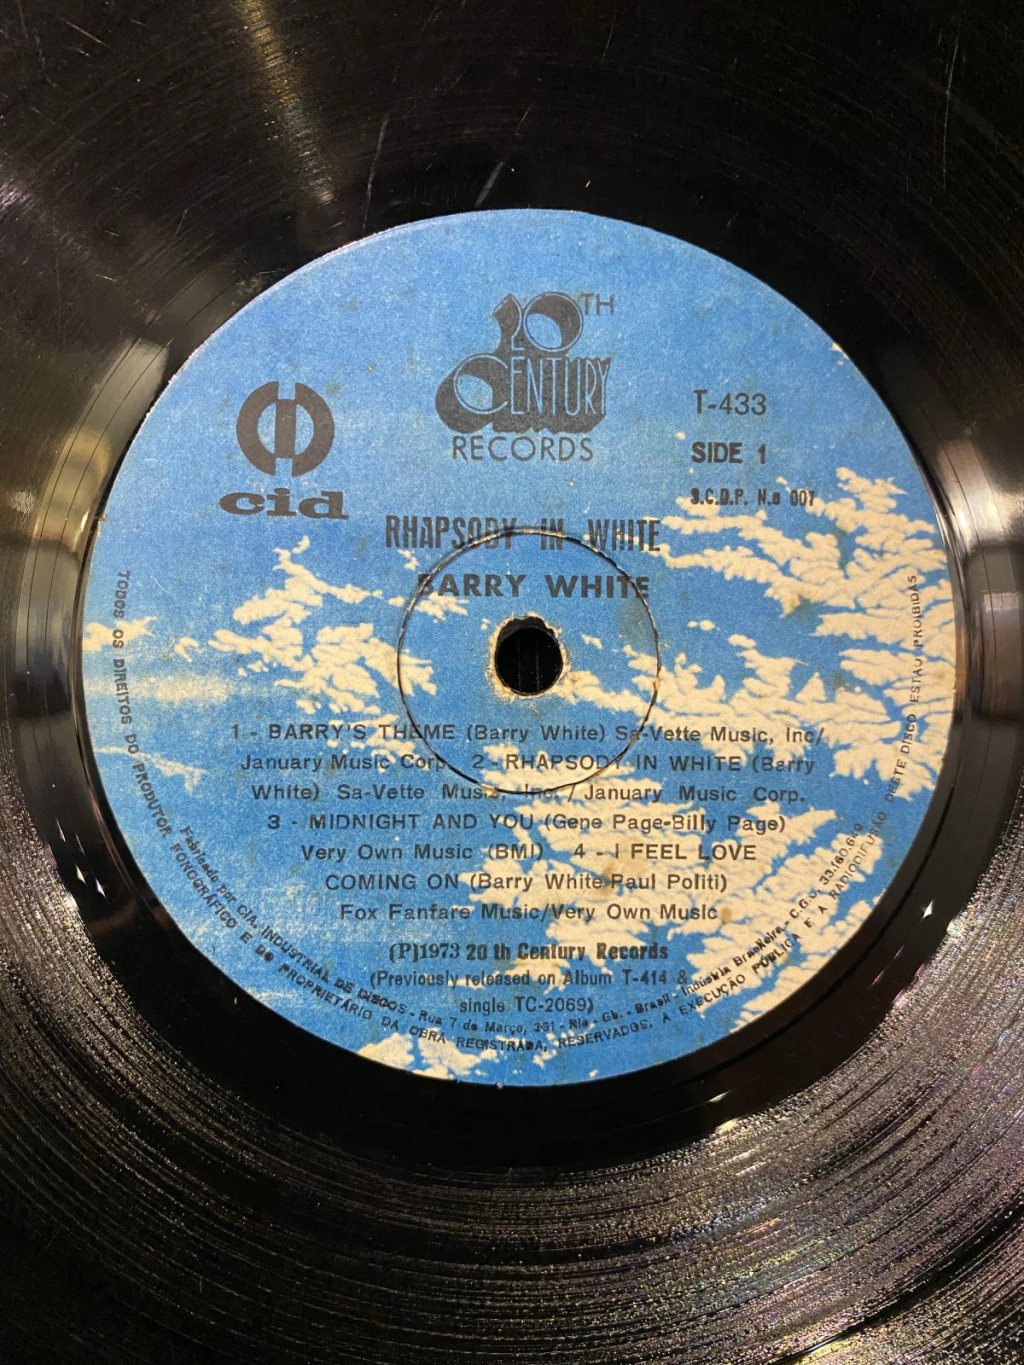 20TH
CENTURY
RECORDS
cid
T-433
SIDE 1
S.C.D.P. N.o 007
RHAPSODY IN WHITE
BARRY WHITE
1 - BARRY'S THEME (Barry White) Sa-Vette Music, Inc/
January Music Corp. 2 - RHAPSODY IN WHITE (Barry
White) Sa-Vette Music, Inc. / January Music Corp.
3 - MIDNIGHT AND YOU (Gene Page-Billy Page)
Very Own Music (BMI) 4 - I FEEL LOVE
COMING ON (Barry White-Paul Politi)
Fox Fanfare Music/Very Own Music
(P)1973 20 th Century Records
(Previously released on Album T-414 &
single TC-2069)
Fabricado por CIA. INDUSTRIAL DE DISCOS - Rua 7 de Março, - Rio - Gb. - Brasil - Indústria Brasileira - C.G.C. 33.160.649
TODOS OS DIREITOS DO PRODUTOR FONOGRÁFICO E DO PROPRIETÁRIO DA OBRA REGISTRADA, RESERVADOS. A EXECUÇÃO PÚBLICA E A RADIODIFUSÃO DESTE DISCO ESTÃO PROIBIDAS